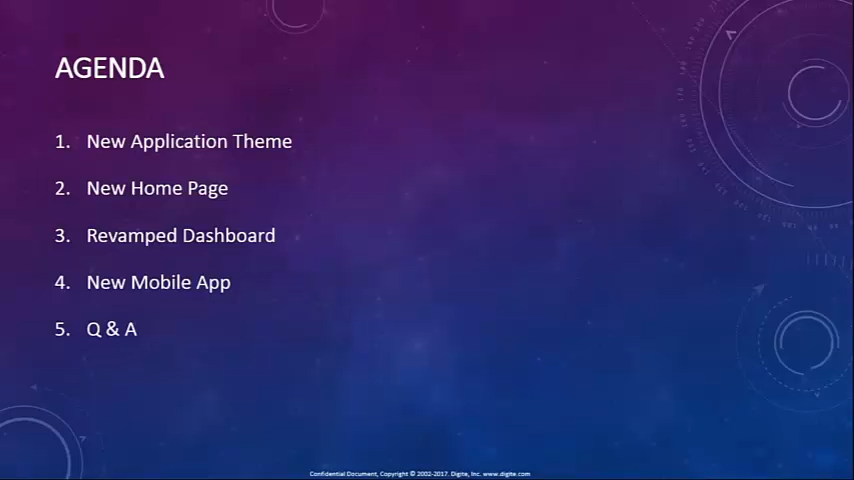 AGENDA
1. New Application Theme
2. New Home Page
3. Revamped Dashboard
4. New Mobile App
5. Q & A
Confidential Document, Copyright © 2002-2017. Digite, Inc. www.digite.com